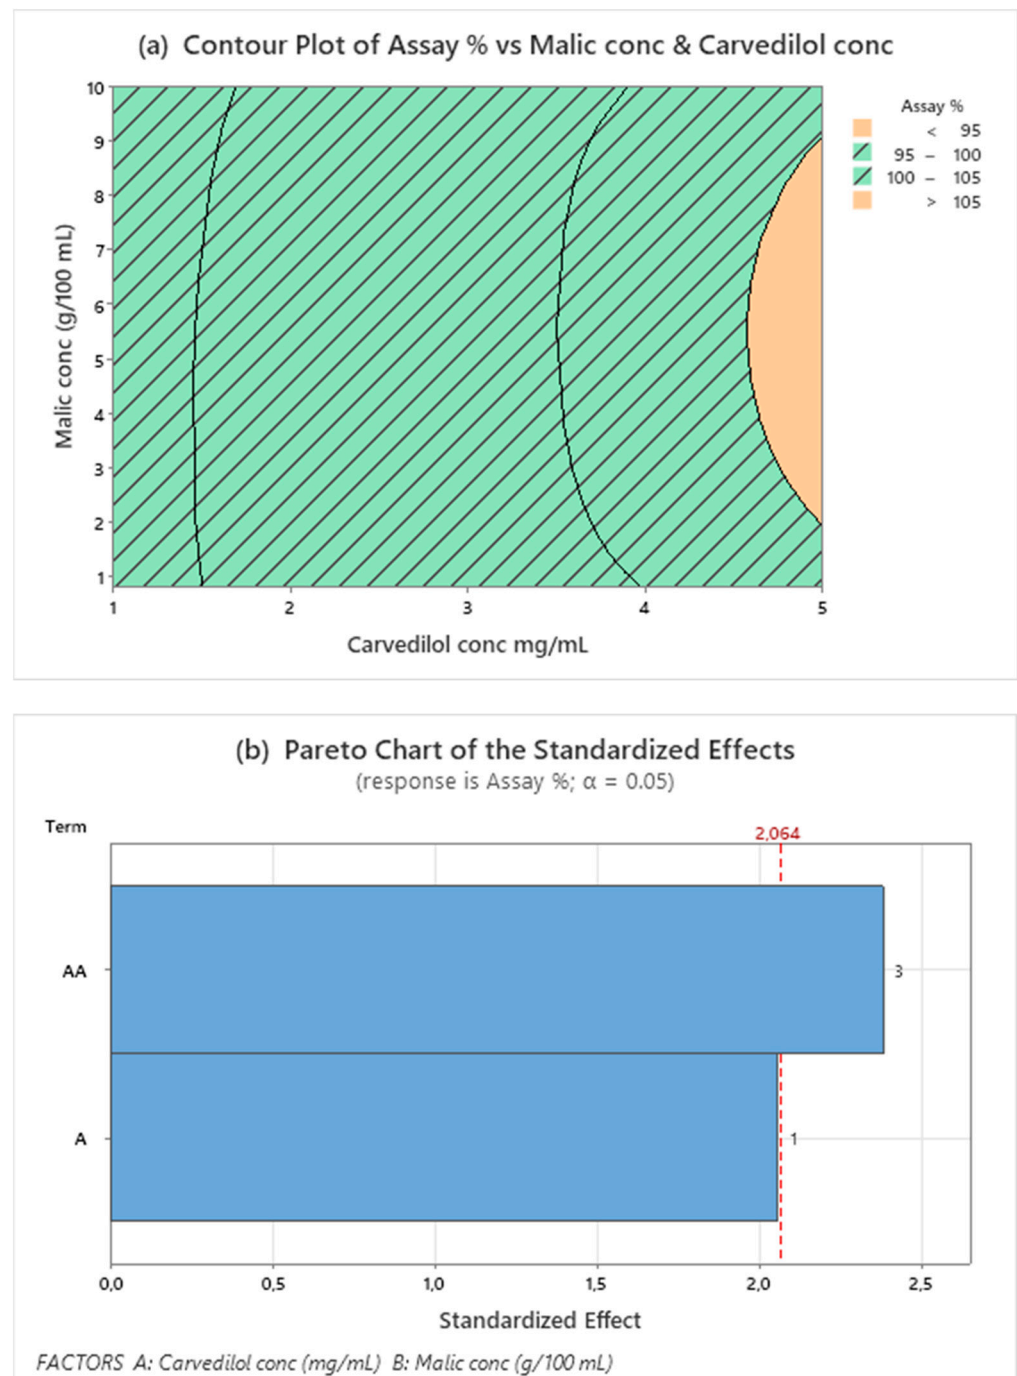 (a) Contour Plot of Assay % vs Malic conc & Carvedilol conc
Malic conc (g/100 mL)
10
9
8
7
6
5
4
3
2
1
1 2 3 4 5
Carvedilol conc mg/mL
Assay %
< 95
95 – 100
100 – 105
> 105
(b) Pareto Chart of the Standardized Effects
(response is Assay %; α = 0.05)
Term
2,064
AA
3
A
1
0,0 0,5 1,0 1,5 2,0 2,5
Standardized Effect
FACTORS A: Carvedilol conc (mg/mL) B: Malic conc (g/100 mL)